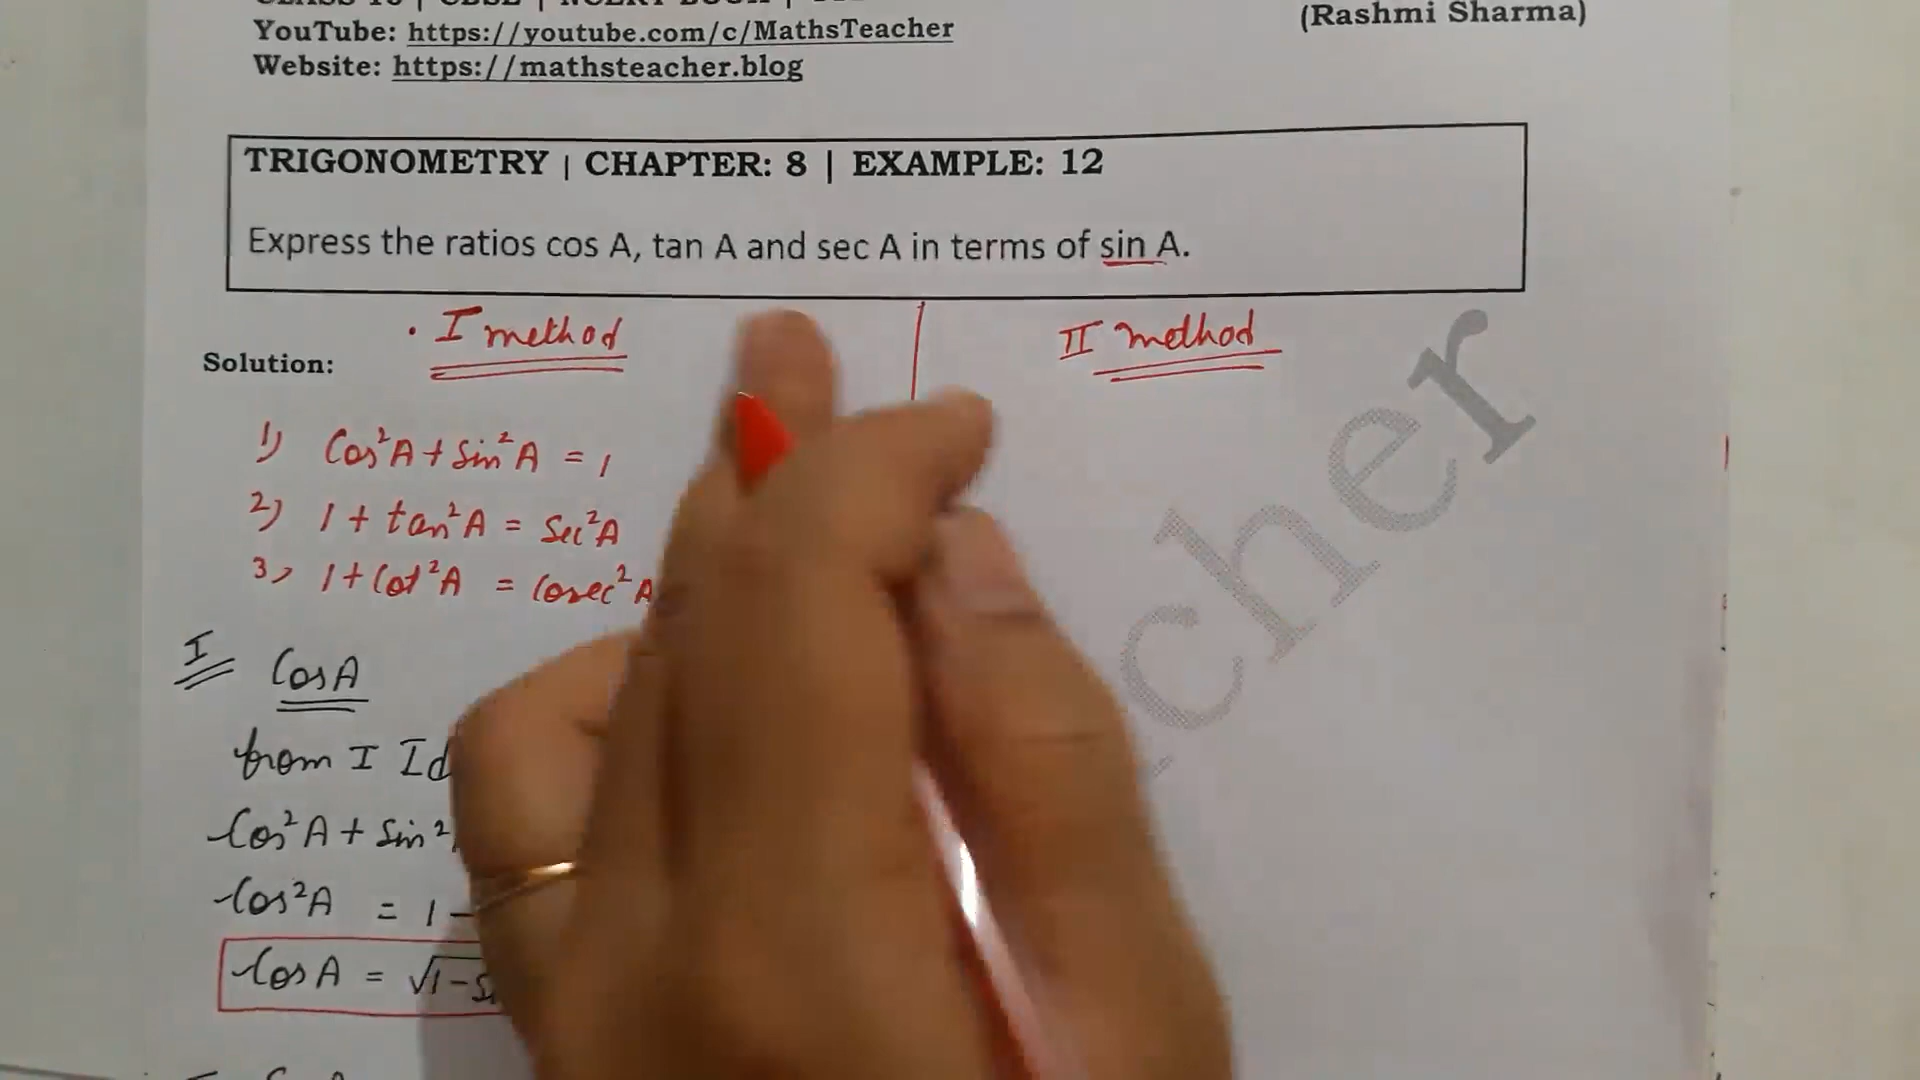 YouTube: https://youtube.com/c/MathsTeacher
(Rashmi Sharma)
Website: https://mathsteacher.blog
TRIGONOMETRY | CHAPTER: 8 | EXAMPLE: 12
Express the ratios cos A, tan A and sec A in terms of sin A.
I method
II method
Solution:
1) Cos²A + Sin²A = 1
2) 1 + tan²A = Sec²A
3) 1 + Cot²A = Cosec²A
I CosA
from I Id
Cos²A + Sin²
Cos²A = 1 -
Cos A = √1 - S
cher